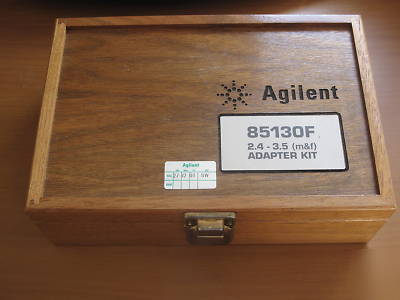 Agilent
85130F
2.4 - 3.5 (m&f)
ADAPTER KIT
Agilent